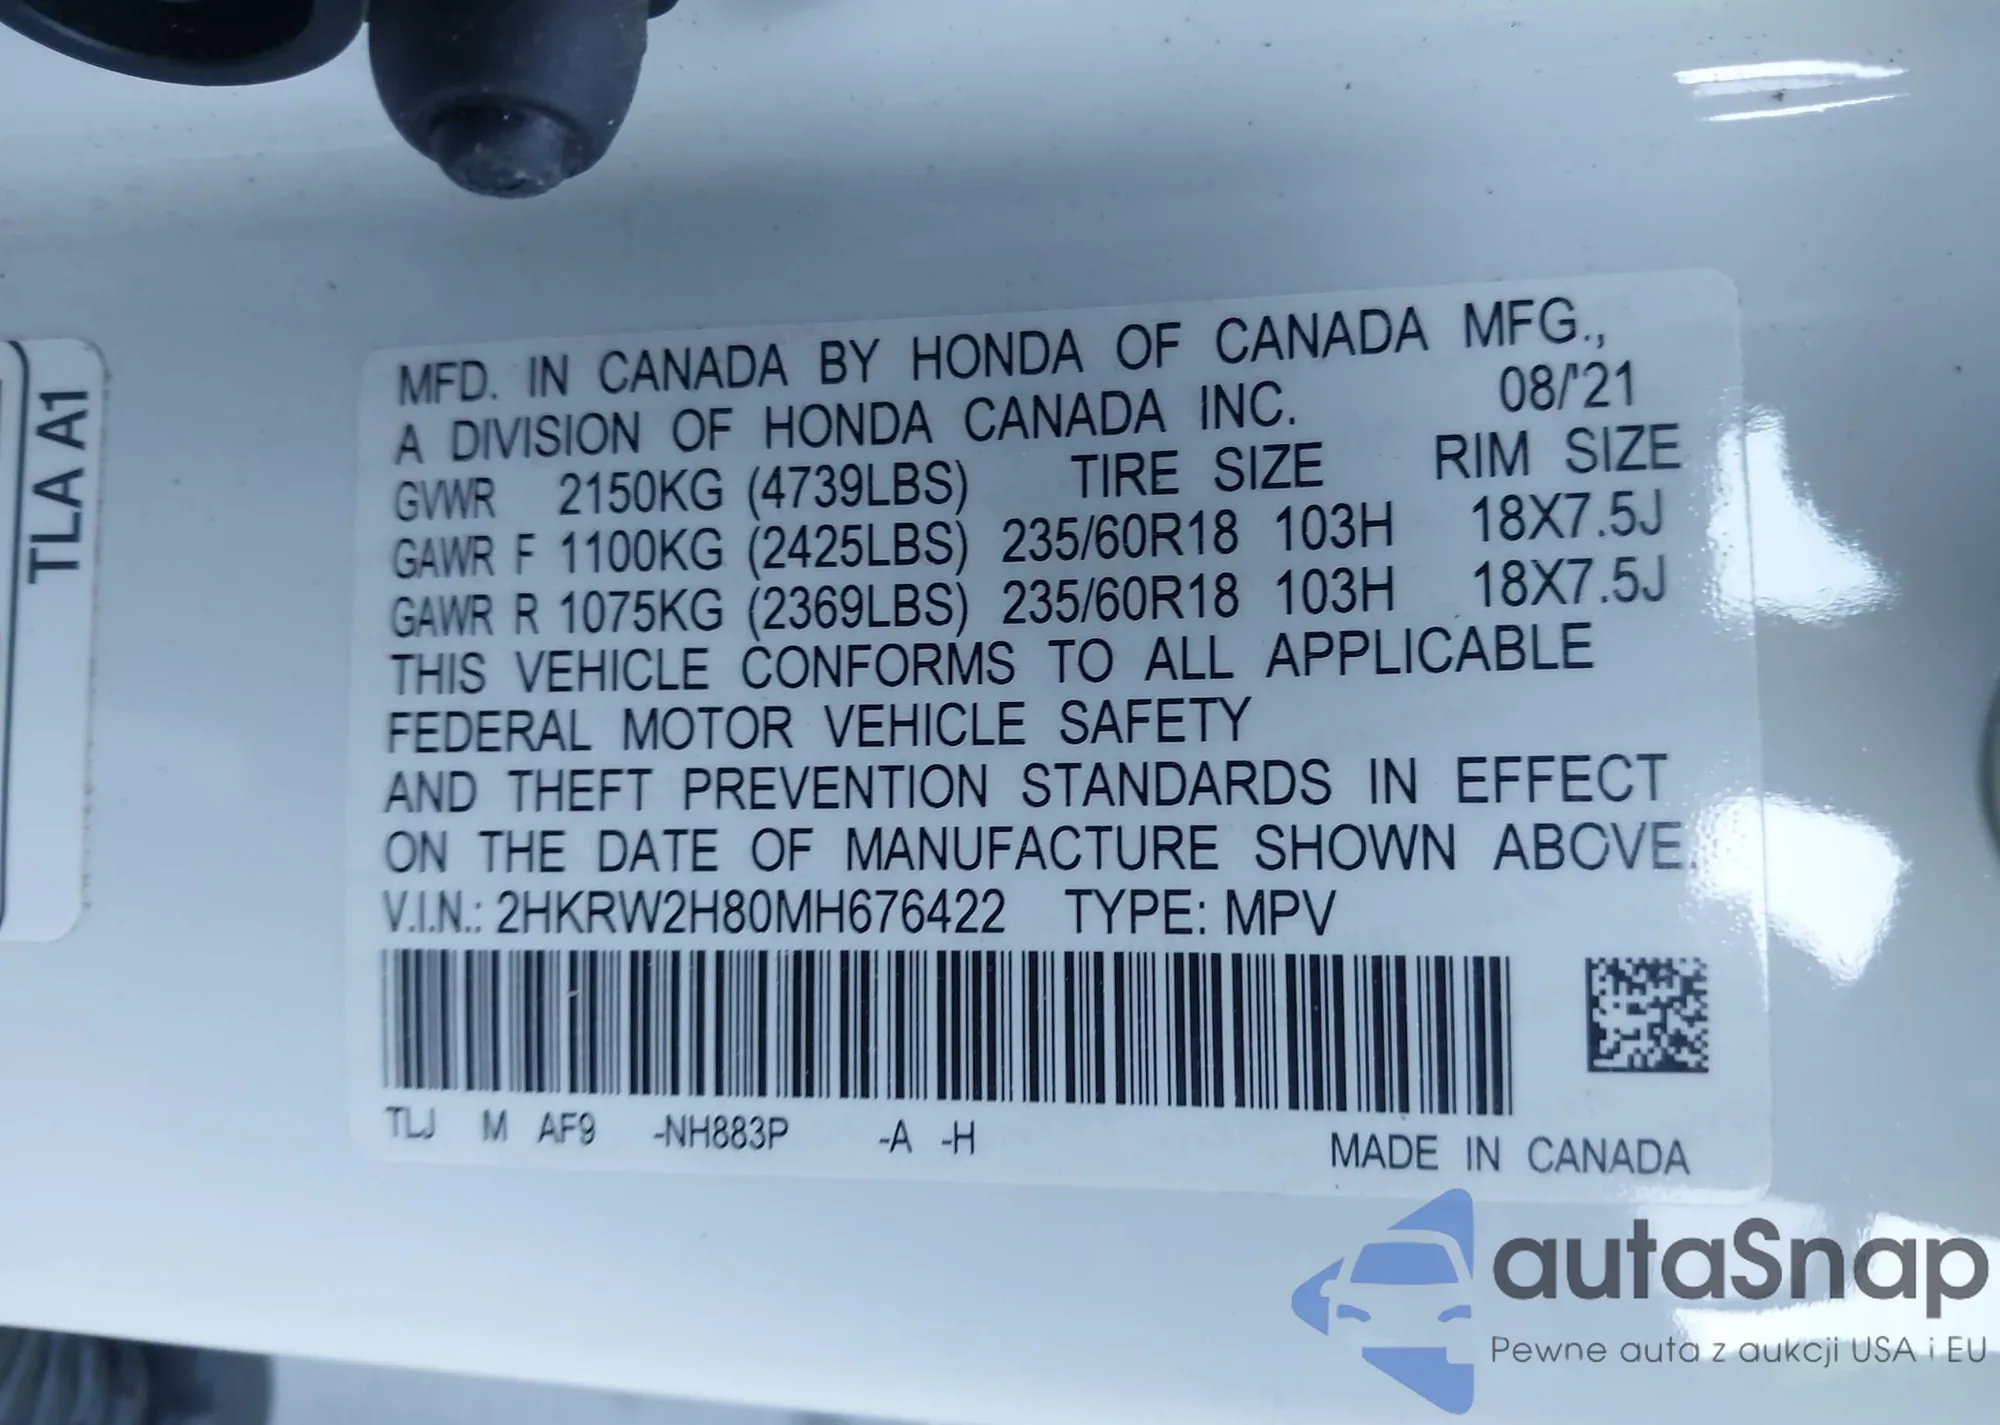 TLA A1
MFD. IN CANADA BY HONDA OF CANADA MFG.,
A DIVISION OF HONDA CANADA INC. 08/'21
GVWR 2150KG (4739LBS) TIRE SIZE RIM SIZE
GAWR F 1100KG (2425LBS) 235/60R18 103H 18X7.5J
GAWR R 1075KG (2369LBS) 235/60R18 103H 18X7.5J
THIS VEHICLE CONFORMS TO ALL APPLICABLE
FEDERAL MOTOR VEHICLE SAFETY
AND THEFT PREVENTION STANDARDS IN EFFECT
ON THE DATE OF MANUFACTURE SHOWN ABOVE.
V.I.N.: 2HKRW2H80MH676422 TYPE: MPV
TLJ M AF9 -NH883P -A -H
MADE IN CANADA
autaSnap
Pewne auta z aukcji USA i EU